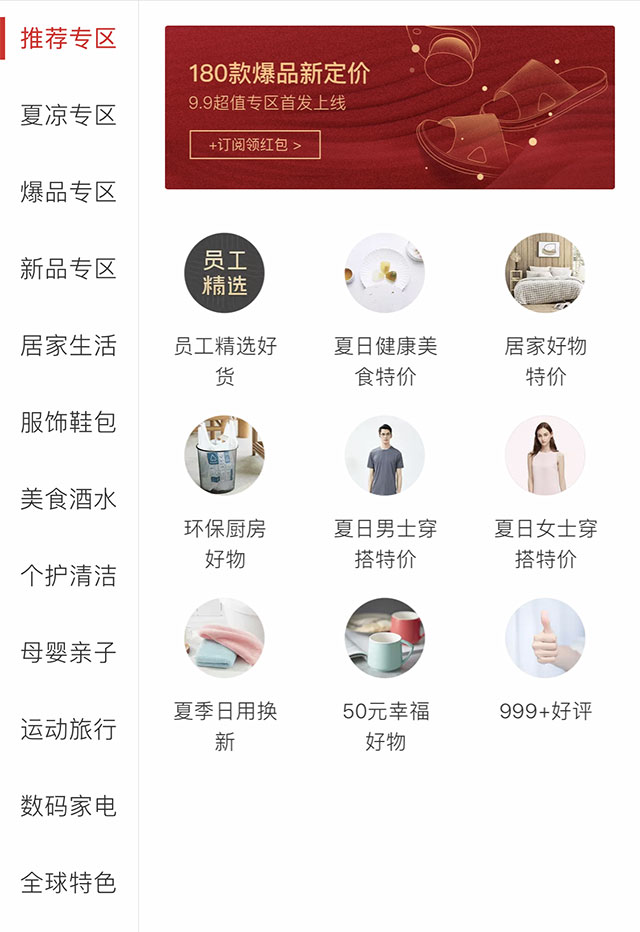 推荐专区
夏凉专区
爆品专区
新品专区
居家生活
服饰鞋包
美食酒水
个护清洁
母婴亲子
运动旅行
数码家电
全球特色
180款爆品新定价
9.9超值专区首发上线
+订阅领红包 >
员工
精选
员工精选好
货
夏日健康美
食特价
居家好物
特价
环保厨房
好物
夏日男士穿
搭特价
夏日女士穿
搭特价
夏季日用换
新
50元幸福
好物
999+好评